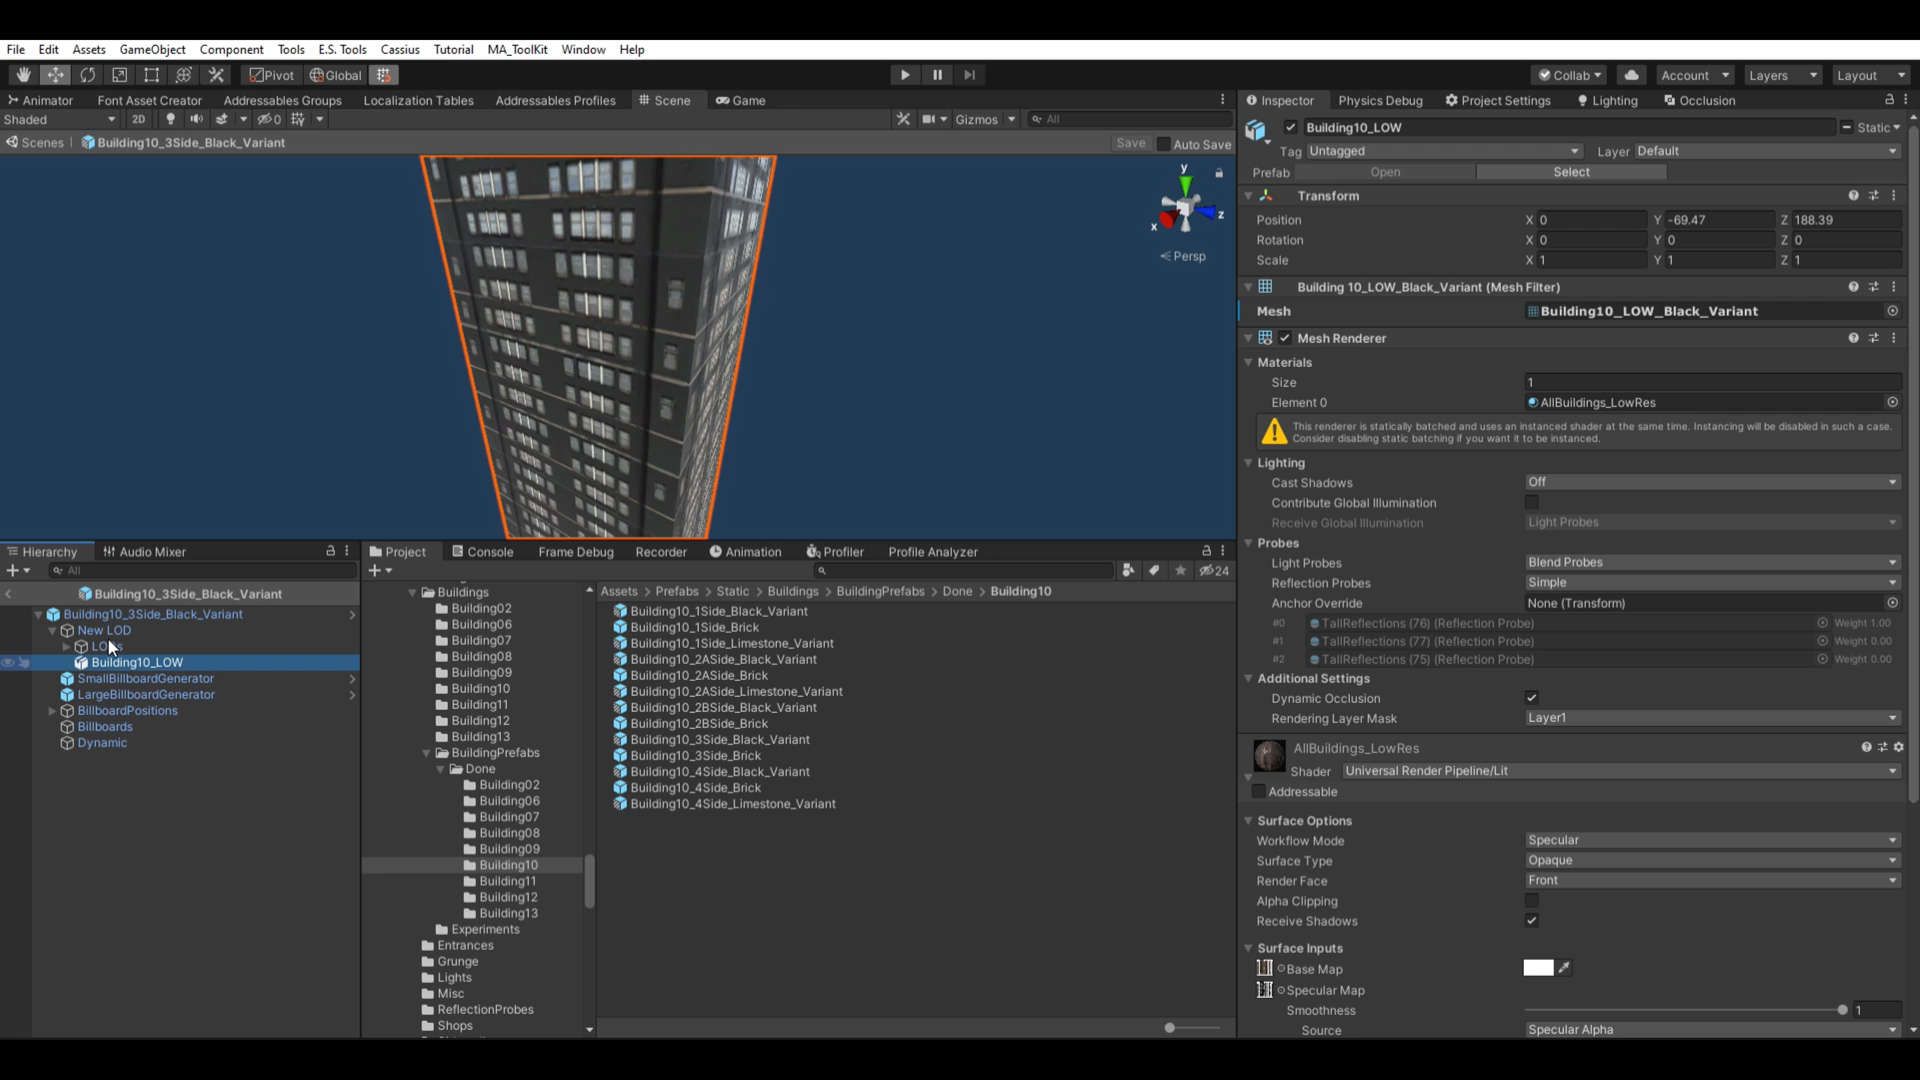 File Edit Assets GameObject Component Tools E.S. Tools Cassius Tutorial MA_ToolKit Window Help
Pivot Global Collab Account Layers Layout
Animator Font Asset Creator Addressables Groups Localization Tables Addressables Profiles Scene Game
Shaded 2D 0 Gizmos All
Scenes Building10_3Side_Black_Variant Save Auto Save
y
z
x
Persp
Inspector Physics Debug Project Settings Lighting Occlusion
Building10_LOW Static
Tag Untagged Layer Default
Prefab Open Select
Transform
Position X 0 Y -69.47 Z 188.39
Rotation X 0 Y 0 Z 0
Scale X 1 Y 1 Z 1
Building 10_LOW_Black_Variant (Mesh Filter)
Mesh Building10_LOW_Black_Variant
Mesh Renderer
Materials
Size 1
Element 0 AllBuildings_LowRes
This renderer is statically batched and uses an instanced shader at the same time. Instancing will be disabled in such a case.
Consider disabling static batching if you want it to be instanced.
Lighting
Cast Shadows Off
Contribute Global Illumination
Receive Global Illumination Light Probes
Probes
Light Probes Blend Probes
Reflection Probes Simple
Anchor Override None (Transform)
#0 TallReflections (76) (Reflection Probe) Weight 1.00
#1 TallReflections (77) (Reflection Probe) Weight 0.00
#2 TallReflections (75) (Reflection Probe) Weight 0.00
Additional Settings
Dynamic Occlusion
Rendering Layer Mask Layer1
AllBuildings_LowRes
Shader Universal Render Pipeline/Lit
Addressable
Surface Options
Workflow Mode Specular
Surface Type Opaque
Render Face Front
Alpha Clipping
Receive Shadows
Surface Inputs
Base Map
Specular Map
Smoothness 1
Source Specular Alpha
Hierarchy Audio Mixer
All
Building10_3Side_Black_Variant
Building10_3Side_Black_Variant
New LOD
Building10_LOW
SmallBillboardGenerator
LargeBillboardGenerator
BillboardPositions
Billboards
Dynamic
Project Console Frame Debug Recorder Animation Profiler Profile Analyzer
24
Buildings
Building02
Building06
Building07
Building08
Building09
Building10
Building11
Building12
Building13
BuildingPrefabs
Done
Building02
Building06
Building07
Building08
Building09
Building10
Building11
Building12
Building13
Experiments
Entrances
Grunge
Lights
Misc
ReflectionProbes
Shops
Assets > Prefabs > Static > Buildings > BuildingPrefabs > Done > Building10
Building10_1Side_Black_Variant
Building10_1Side_Brick
Building10_1Side_Limestone_Variant
Building10_2ASide_Black_Variant
Building10_2ASide_Brick
Building10_2ASide_Limestone_Variant
Building10_2BSide_Black_Variant
Building10_2BSide_Brick
Building10_3Side_Black_Variant
Building10_3Side_Brick
Building10_4Side_Black_Variant
Building10_4Side_Brick
Building10_4Side_Limestone_Variant